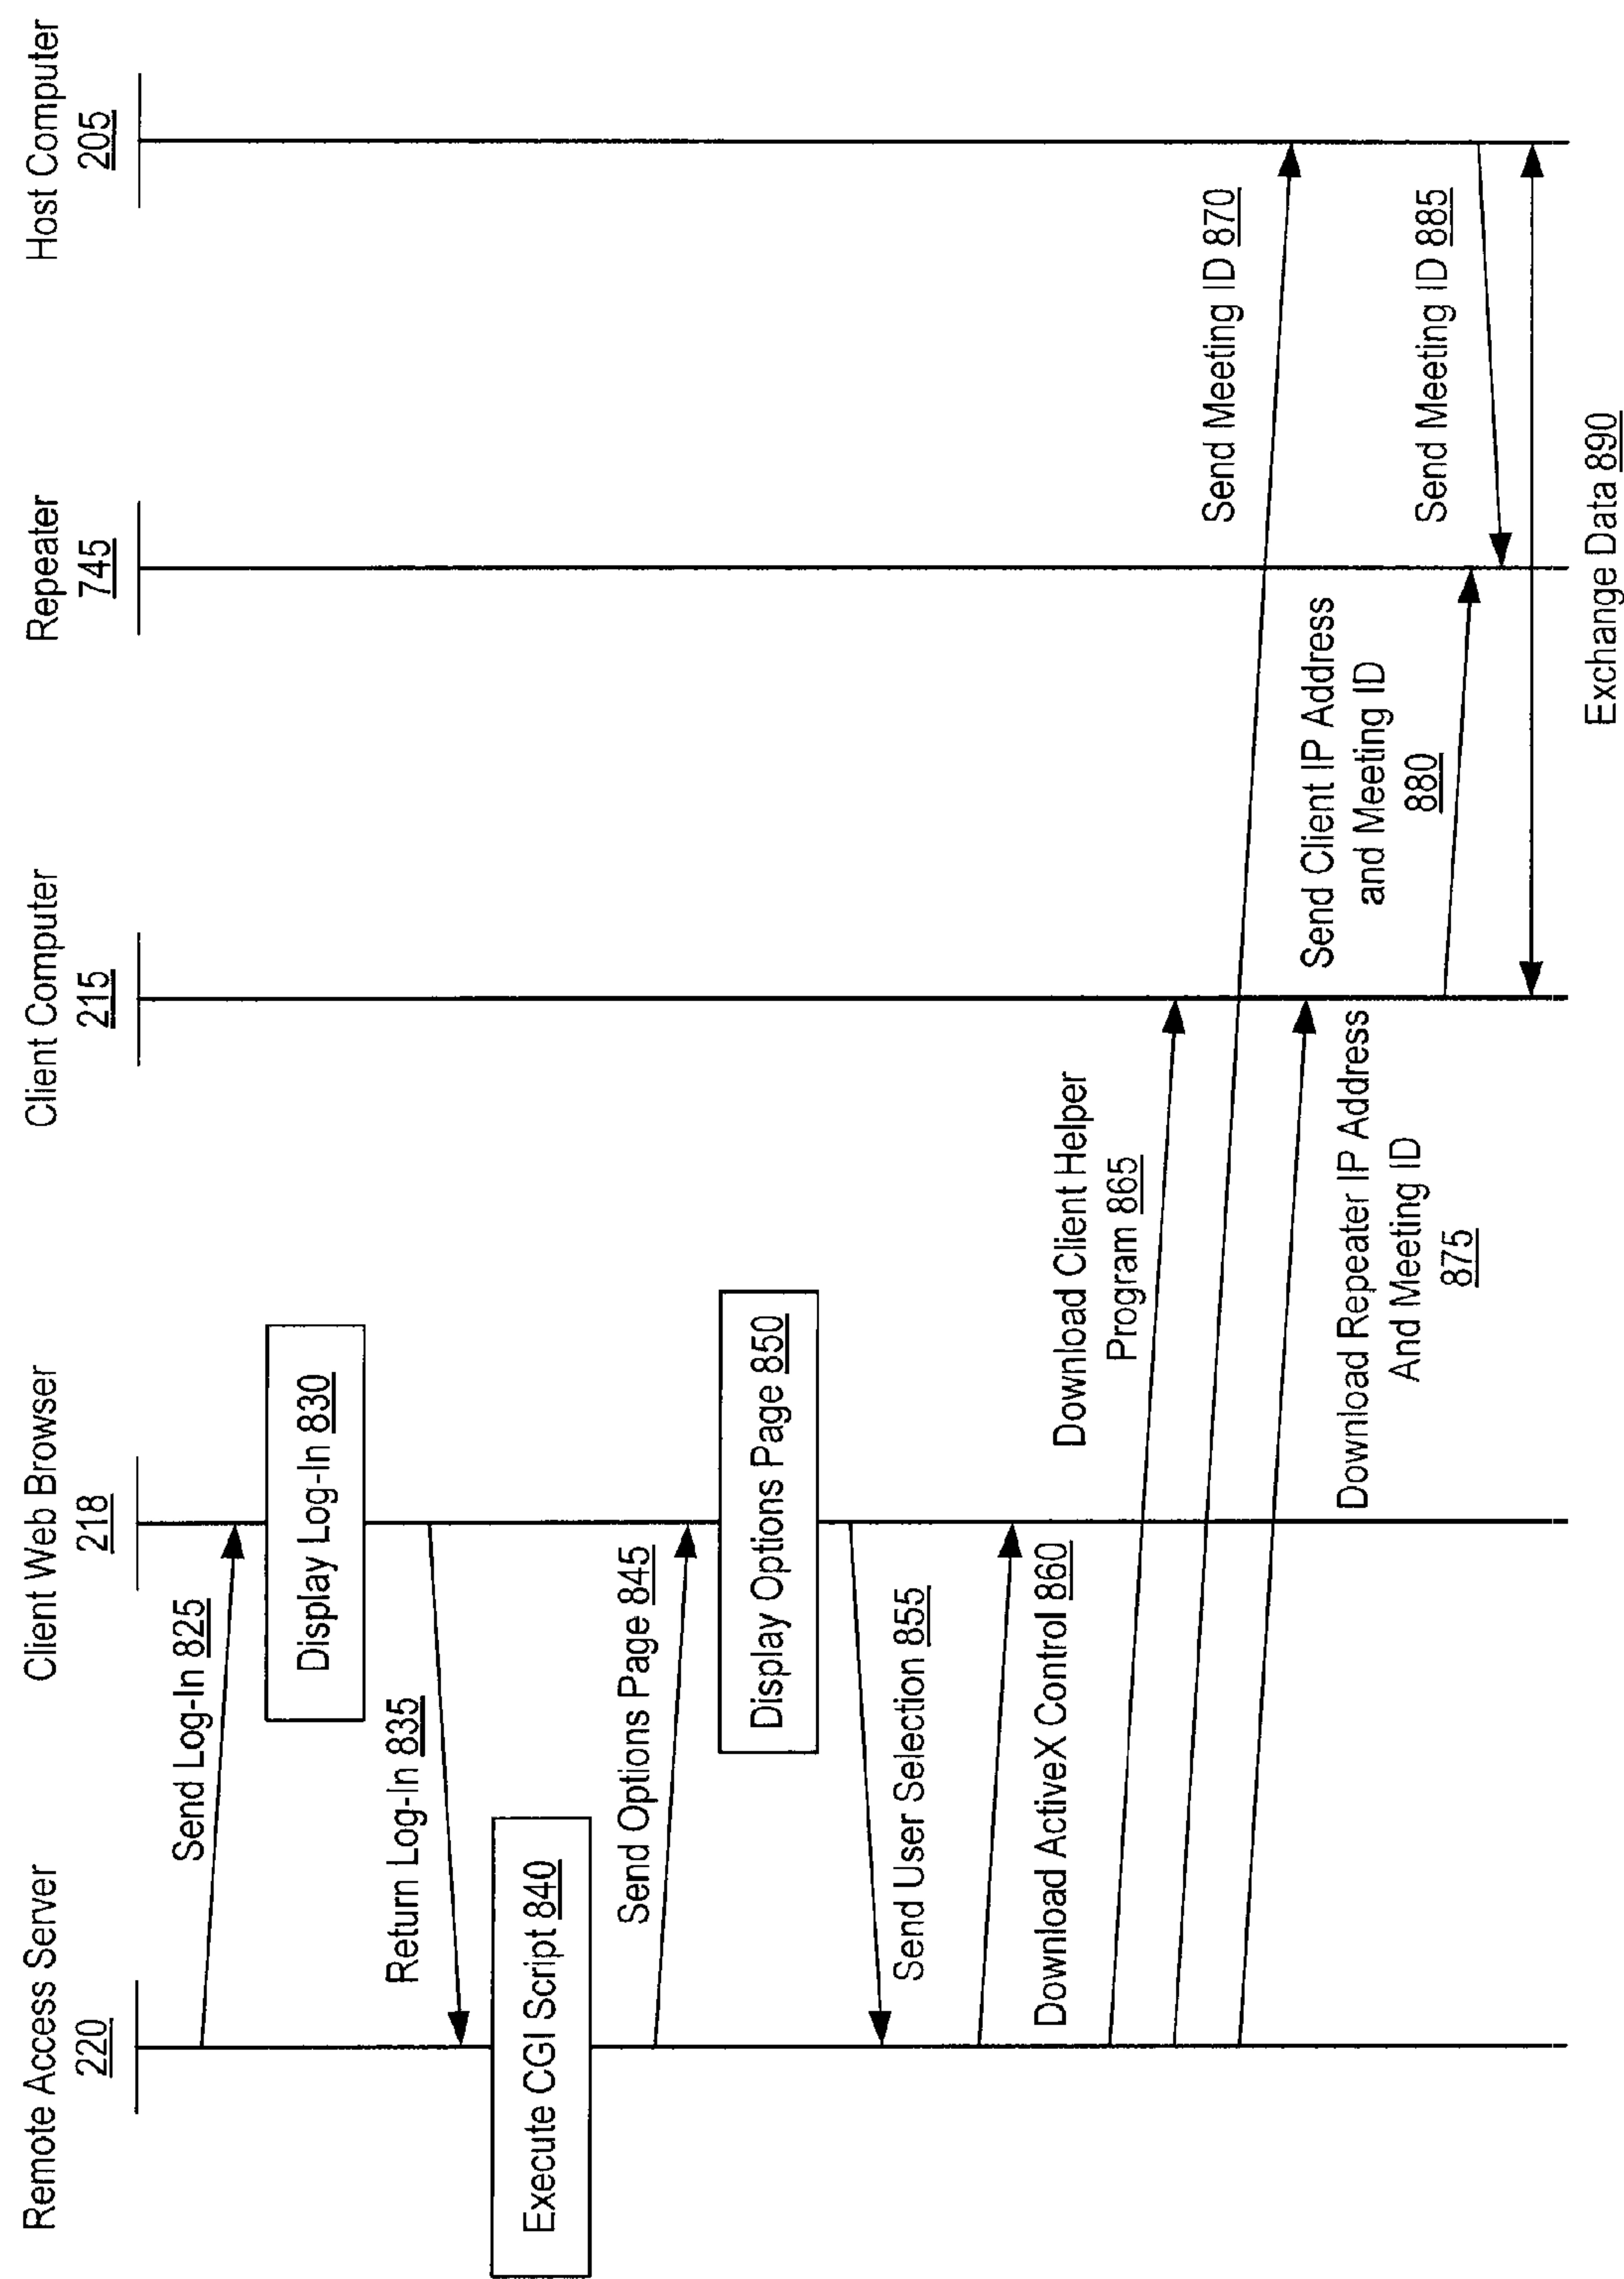 Remote Access Server
220
Client Web Browser
218
Client Computer
215
Repeater
745
Host Computer
205
Send Log-In 825
Display Log-In 830
Return Log-In 835
Execute CGI Script 840
Send Options Page 845
Display Options Page 850
Send User Selection 855
Download ActiveX Control 860
Download Client Helper
Program 865
Send Meeting ID 870
Download Repeater IP Address
And Meeting ID
875
Send Client IP Address
and Meeting ID
880
Send Meeting ID 885
Exchange Data 890